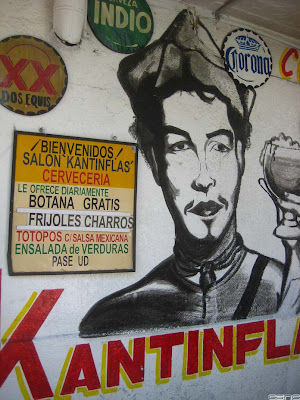 INDIO
XX
DOS EQUIS
Corona
¡BIENVENIDOS!
SALON "KANTINFLAS"
CERVECERIA
LE OFRECE DIARIAMENTE
BOTANA GRATIS
FRIJOLES CHARROS
TOTOPOS C/SALSA MEXICANA
ENSALADA de VERDURAS
PASE UD
KANTINFLA